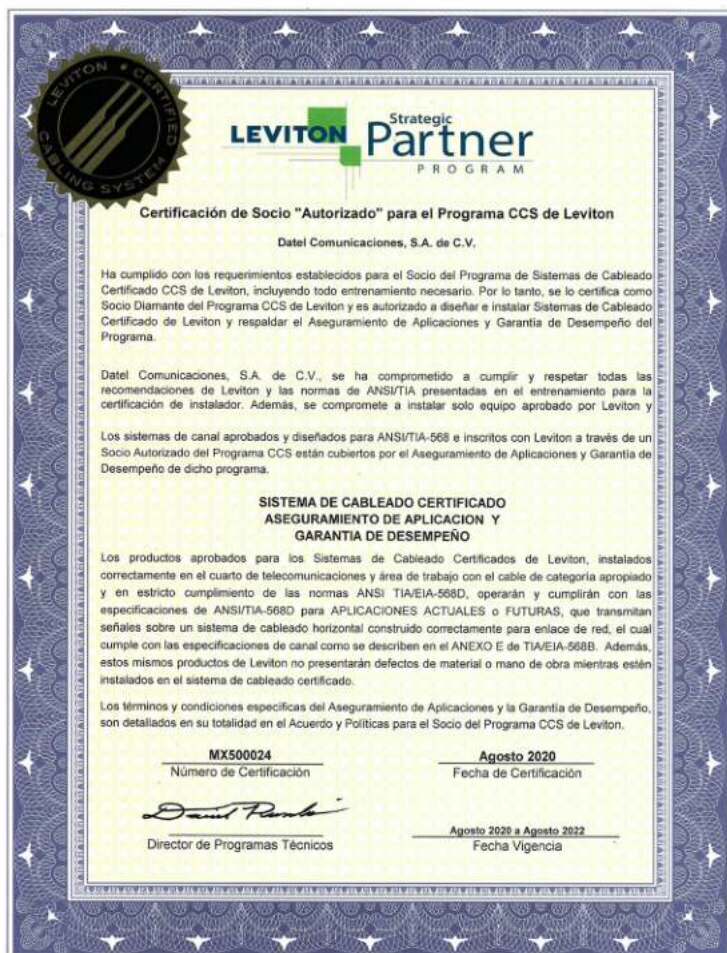 LEVITON • CERTIFIED
CABLING SYSTEM
LEVITON Strategic Partner
PROGRAM
Certificación de Socio "Autorizado" para el Programa CCS de Leviton
Datel Comunicaciones, S.A. de C.V.
Ha cumplido con los requerimientos establecidos para el Socio del Programa de Sistemas de Cableado
Certificado CCS de Leviton, incluyendo todo entrenamiento necesario. Por lo tanto, se lo certifica como
Socio Diamante del Programa CCS de Leviton y es autorizado a diseñar e instalar Sistemas de Cableado
Certificado de Leviton y respaldar el Aseguramiento de Aplicaciones y Garantia de Desempeño del
Programa.
Datel Comunicaciones, S.A. de C.V., se ha comprometido a cumplir y respetar todas las
recomendaciones de Leviton y las normas de ANSI/TIA presentadas en el entrenamiento para la
certificación de instalador. Además, se compromete a instalar solo equipo aprobado por Leviton y
Los sistemas de canal aprobados y diseñados para ANSI/TIA-568 e inscritos con Leviton a través de un
Socio Autorizado del Programa CCS están cubiertos por el Aseguramiento de Aplicaciones y Garantía de
Desempeño de dicho programa.
SISTEMA DE CABLEADO CERTIFICADO
ASEGURAMIENTO DE APLICACION Y
GARANTIA DE DESEMPEÑO
Los productos aprobados para los Sistemas de Cableado Certificados de Leviton, instalados
correctamente en el cuarto de telecomunicaciones y área de trabajo con el cable de categoría apropiado
y en estricto cumplimiento de las normas ANSI TIA/EIA-568D, operarán y cumplirán con las
especificaciones de ANSI/TIA-568D para APLICACIONES ACTUALES o FUTURAS, que transmitan
señales sobre un sistema de cableado horizontal construido correctamente para enlace de red, el cual
cumple con las especificaciones de canal como se describen en el ANEXO E de TIA/EIA-568B. Además,
estos mismos productos de Leviton no presentarán defectos de material o mano de obra mientras estén
instalados en el sistema de cableado certificado.
Los términos y condiciones específicas del Aseguramiento de Aplicaciones y la Garantía de Desempeño,
son detallados en su totalidad en el Acuerdo y Políticas para el Socio del Programa CCS de Leviton.
MX500024
Número de Certificación
Agosto 2020
Fecha de Certificación
Director de Programas Técnicos
Agosto 2020 a Agosto 2022
Fecha Vigencia